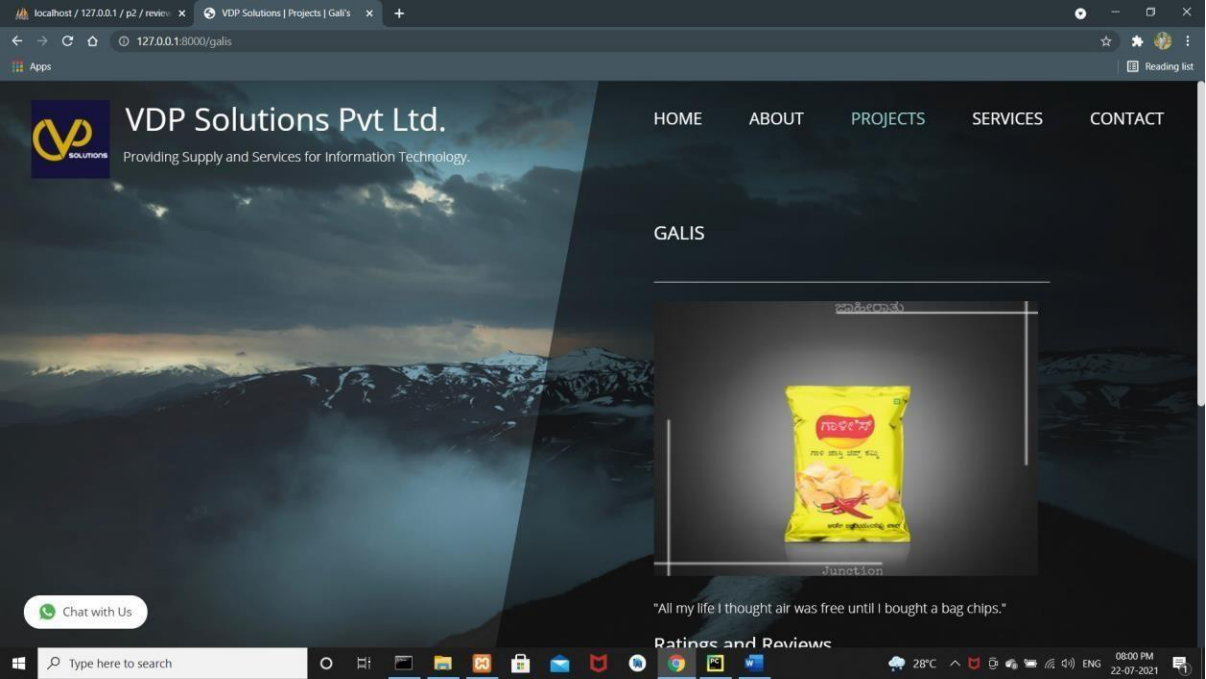 localhost / 127.0.0.1 / p2 / review
VDP Solutions | Projects | Gali's
127.0.0.1:8000/galis
Apps
Reading list
SOLUTIONS
VDP Solutions Pvt Ltd.
Providing Supply and Services for Information Technology.
HOME ABOUT PROJECTS SERVICES CONTACT
GALIS
ಜಾಹೀರಾತು
ಗಾಳೀ'ಸ್
ಗಾಳಿ ಜಾಸ್ತಿ ಚಿಪ್ಸ್ ಕಮ್ಮಿ
Junction
"All my life I thought air was free until I bought a bag chips."
Ratings and Reviews
Chat with Us
Type here to search
28°C
ENG
08:00 PM
22-07-2021